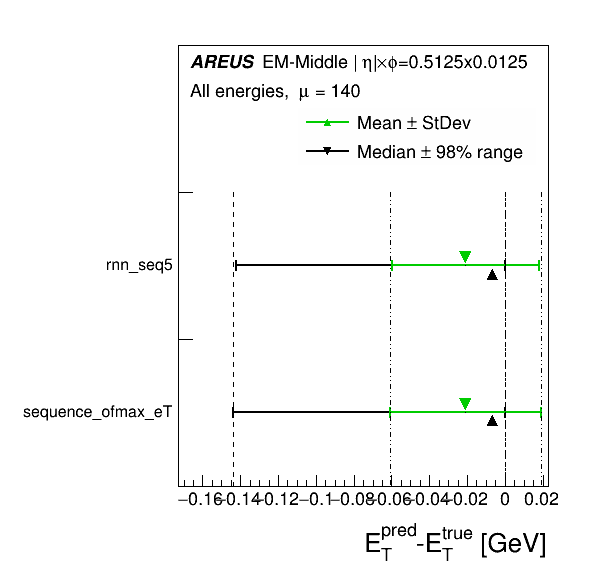 AREUS EM-Middle | η|×φ=0.5125x0.0125
All energies, μ = 140
Mean ± StDev
Median ± 98% range
rnn_seq5
sequence_ofmax_eT
−0.16 −0.14 −0.12 −0.1 −0.08 −0.06 −0.04 −0.02 0 0.02
E_T^pred-E_T^true [GeV]